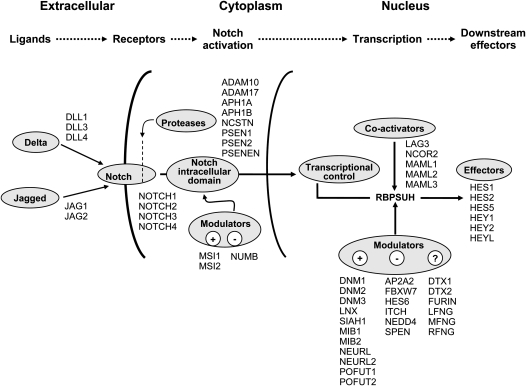 Extracellular
Cytoplasm
Nucleus
Ligands
Receptors
Notch
activation
Transcription
Downstream
effectors
DLL1
DLL3
DLL4
Delta
Jagged
JAG1
JAG2
Notch
NOTCH1
NOTCH2
NOTCH3
NOTCH4
Proteases
ADAM10
ADAM17
APH1A
APH1B
NCSTN
PSEN1
PSEN2
PSENEN
Notch
intracellular
domain
Modulators
+ -
MSI1 NUMB
MSI2
Transcriptional
control
Co-activators
LAG3
NCOR2
MAML1
MAML2
MAML3
RBPSUH
Effectors
HES1
HES2
HES5
HEY1
HEY2
HEYL
Modulators
+ - ?
DNM1 AP2A2 DTX1
DNM2 FBXW7 DTX2
DNM3 HES6 FURIN
LNX ITCH LFNG
SIAH1 NEDD4 MFNG
MIB1 SPEN RFNG
MIB2
NEURL
NEURL2
POFUT1
POFUT2